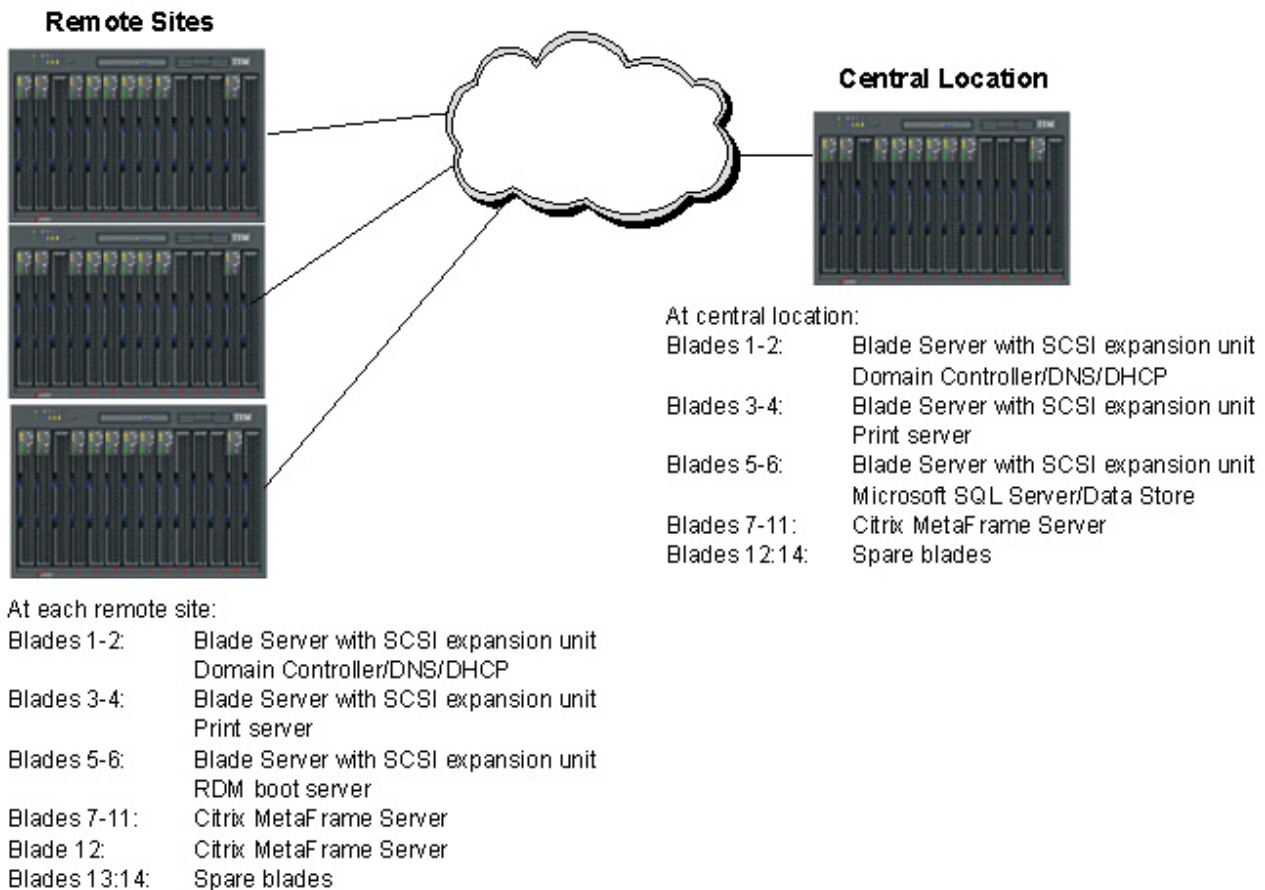 Remote Sites
IBM
Central Location
IBM
IBM
IBM
At central location:
Blades 1-2: Blade Server with SCSI expansion unit
Domain Controller/DNS/DHCP
Blades 3-4: Blade Server with SCSI expansion unit
Print server
Blades 5-6: Blade Server with SCSI expansion unit
Microsoft SQL Server/Data Store
Blades 7-11: Citrix MetaFrame Server
Blades 12:14: Spare blades
At each remote site:
Blades 1-2: Blade Server with SCSI expansion unit
Domain Controller/DNS/DHCP
Blades 3-4: Blade Server with SCSI expansion unit
Print server
Blades 5-6: Blade Server with SCSI expansion unit
RDM boot server
Blades 7-11: Citrix MetaFrame Server
Blade 12: Citrix MetaFrame Server
Blades 13:14: Spare blades